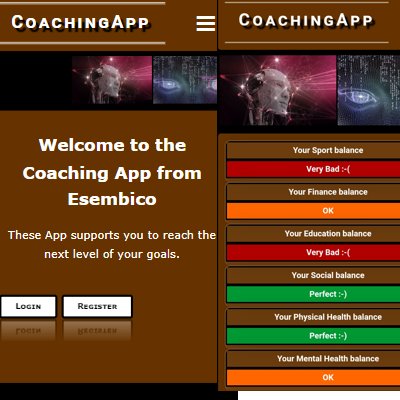 CoachingApp
Welcome to the
Coaching App from
Esembico
These App supports you to reach the
next level of your goals.
Login
Register
CoachingApp
Your Sport balance
Very Bad :-(
Your Finance balance
OK
Your Education balance
Very Bad :-(
Your Social balance
Perfect :-)
Your Physical Health balance
Perfect :-)
Your Mental Health balance
OK